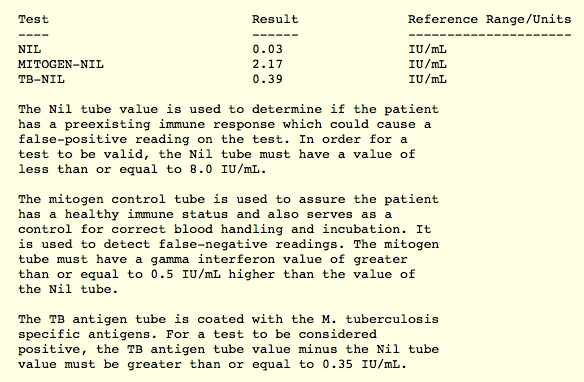 Test Result Reference Range/Units
---- ------ ---------------------
NIL 0.03 IU/mL
MITOGEN-NIL 2.17 IU/mL
TB-NIL 0.39 IU/mL
The Nil tube value is used to determine if the patient
has a preexisting immune response which could cause a
false-positive reading on the test. In order for a
test to be valid, the Nil tube must have a value of
less than or equal to 8.0 IU/mL.
The mitogen control tube is used to assure the patient
has a healthy immune status and also serves as a
control for correct blood handling and incubation. It
is used to detect false-negative readings. The mitogen
tube must have a gamma interferon value of greater
than or equal to 0.5 IU/mL higher than the value of
the Nil tube.
The TB antigen tube is coated with the M. tuberculosis
specific antigens. For a test to be considered
positive, the TB antigen tube value minus the Nil tube
value must be greater than or equal to 0.35 IU/mL.